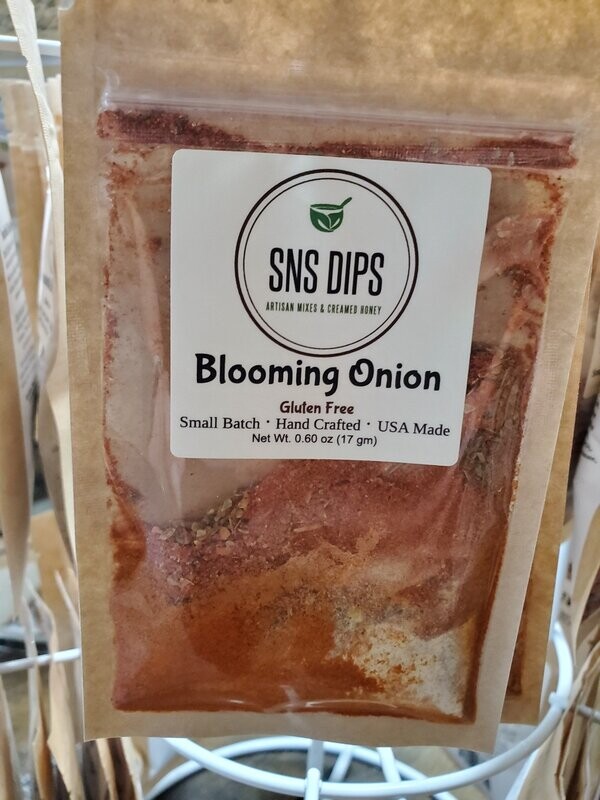 SNS DIPS
ARTISAN MIXES & CREAMED HONEY
Blooming Onion
Gluten Free
Small Batch · Hand Crafted · USA Made
Net Wt. 0.60 oz (17 gm)